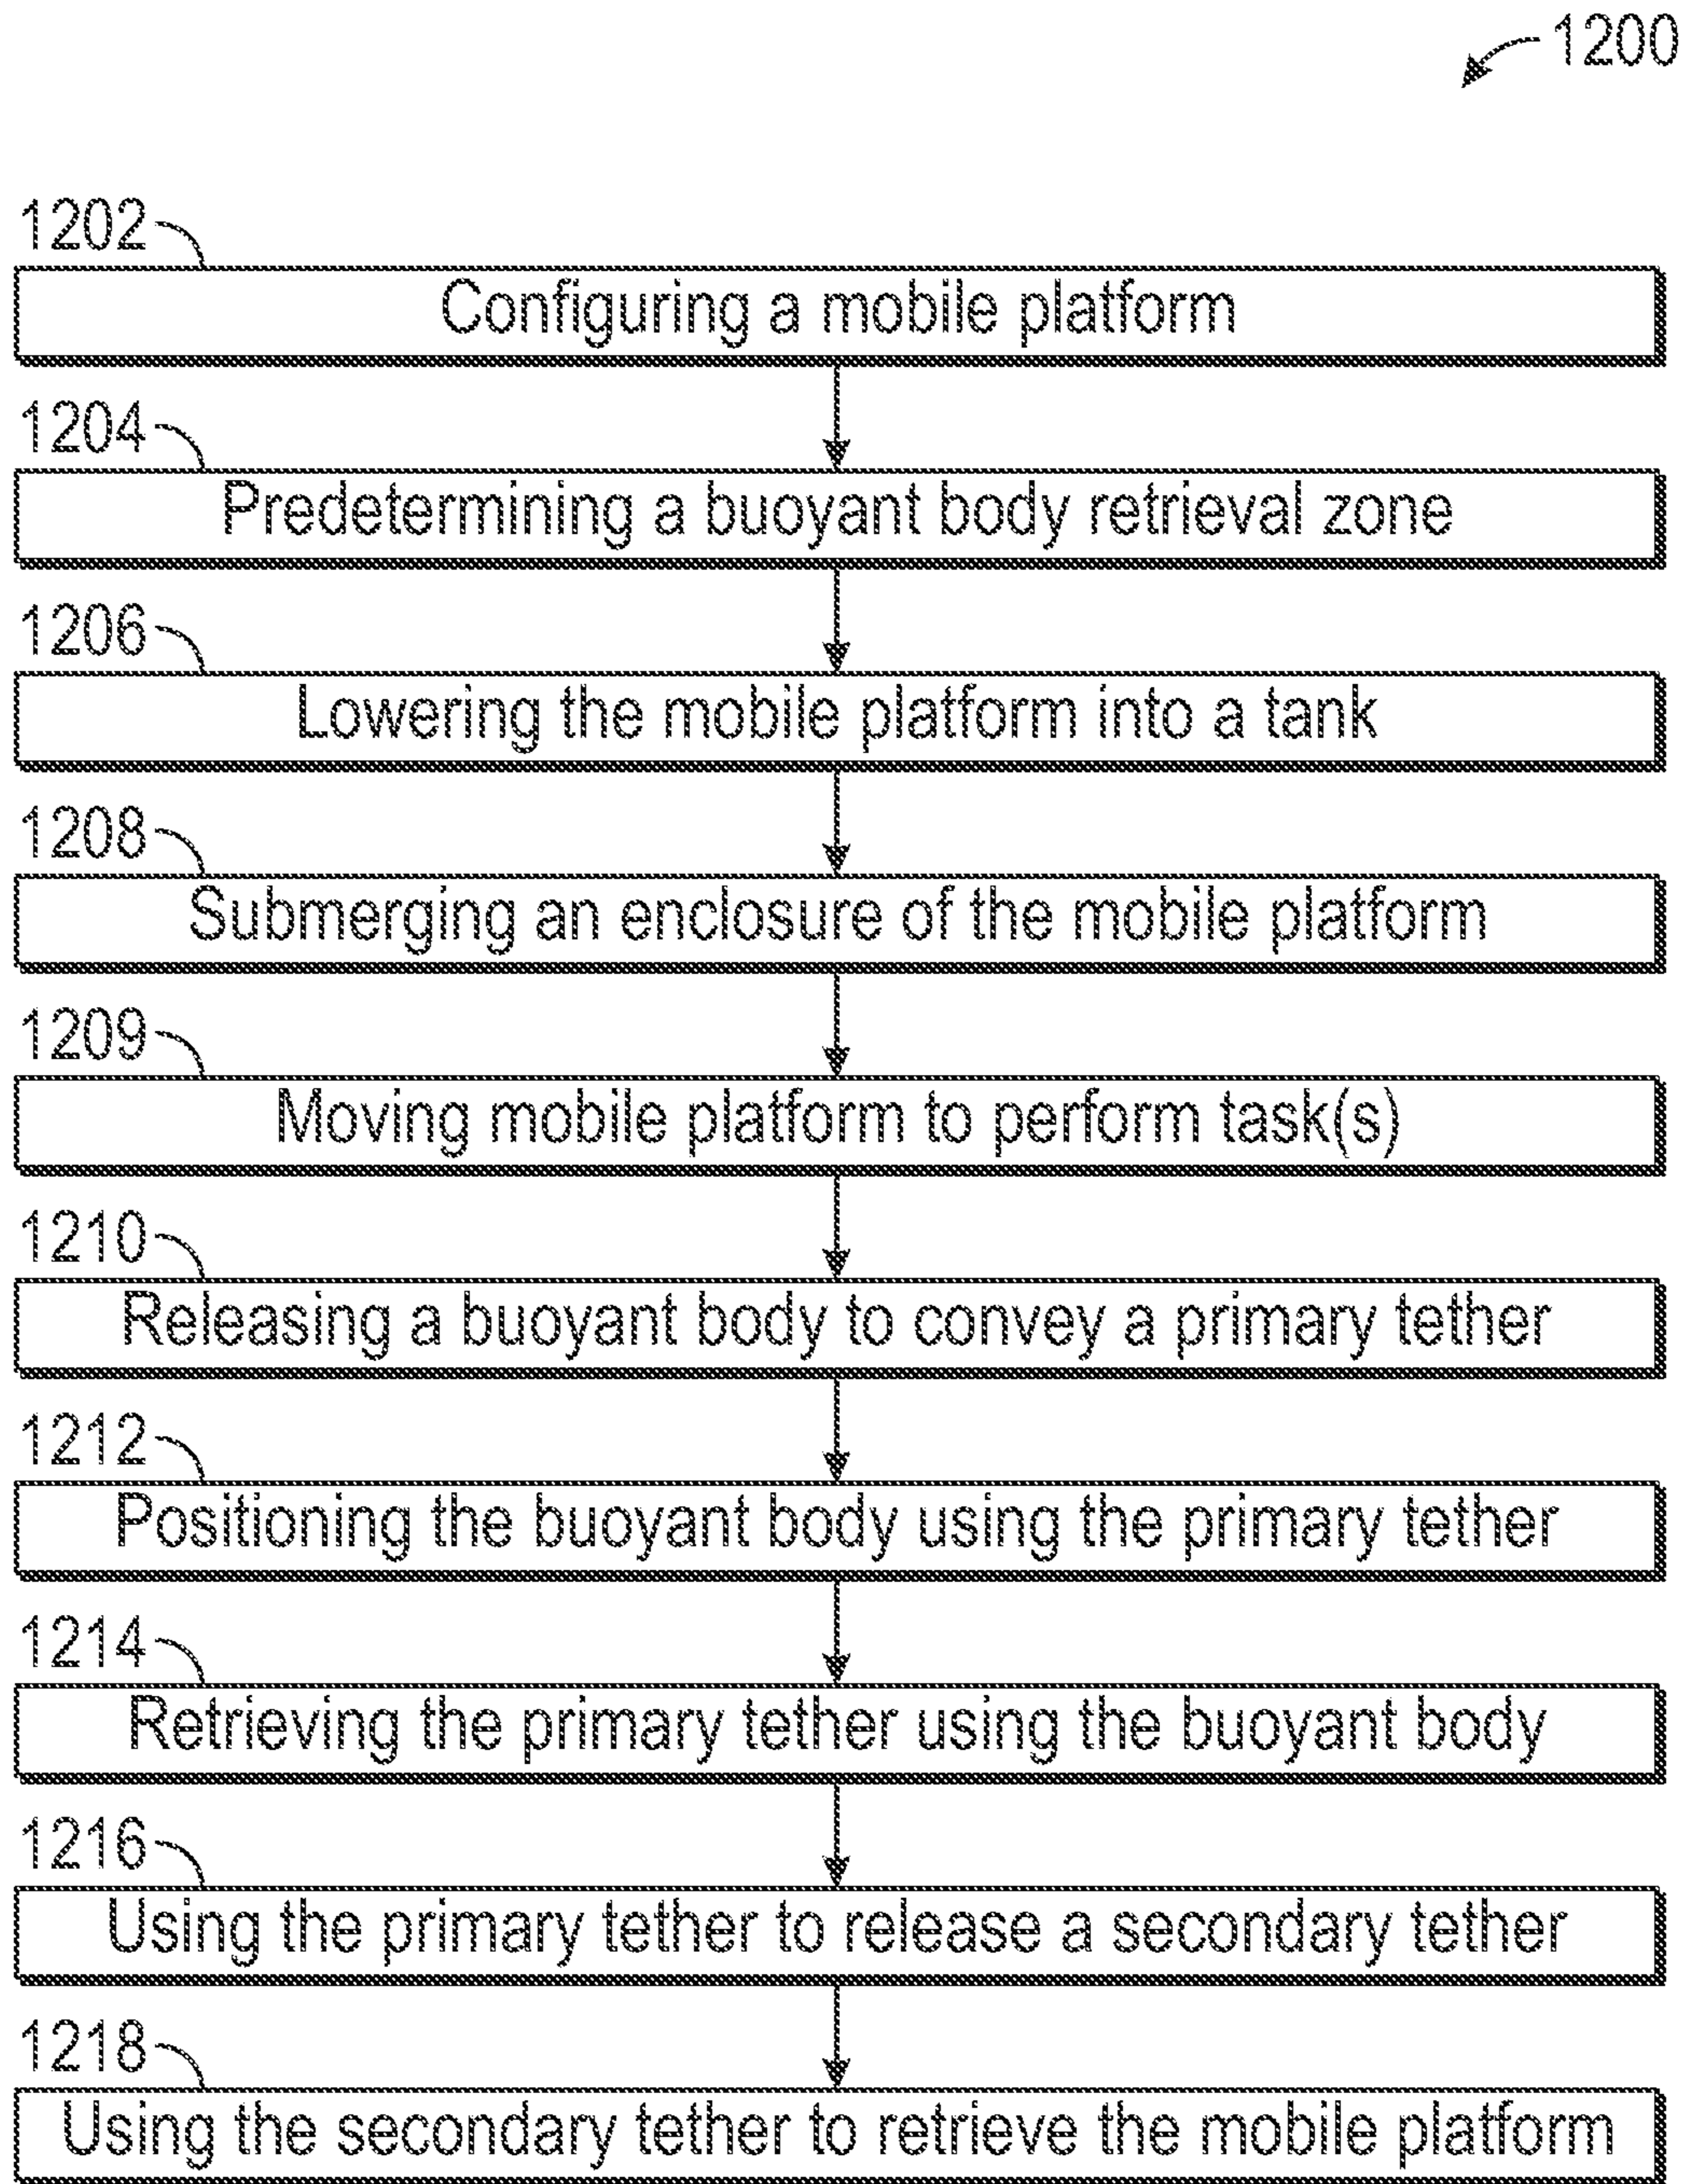 1200
1202
Configuring a mobile platform
1204
Predetermining a buoyant body retrieval zone
1206
Lowering the mobile platform into a tank
1208
Submerging an enclosure of the mobile platform
1209
Moving mobile platform to perform task(s)
1210
Releasing a buoyant body to convey a primary tether
1212
Positioning the buoyant body using the primary tether
1214
Retrieving the primary tether using the buoyant body
1216
Using the primary tether to release a secondary tether
1218
Using the secondary tether to retrieve the mobile platform